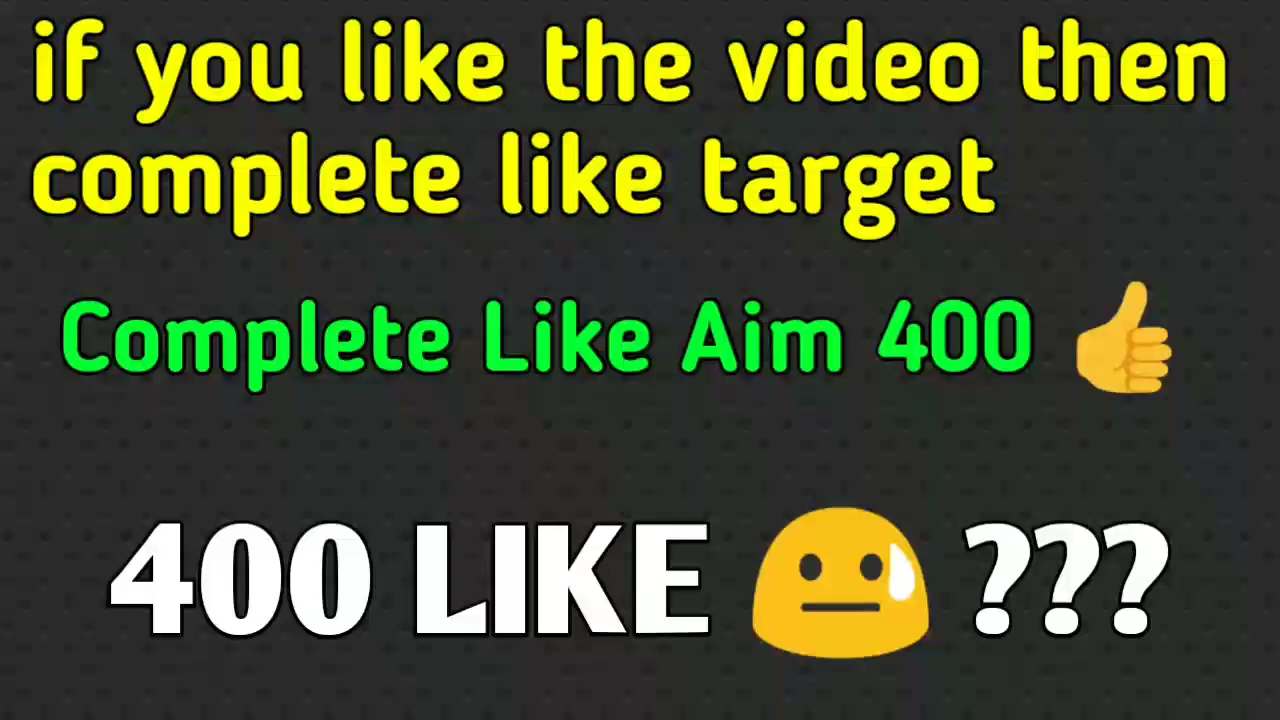 if you like the video then
complete like target
Complete Like Aim 400 👍
400 LIKE 😓 ???